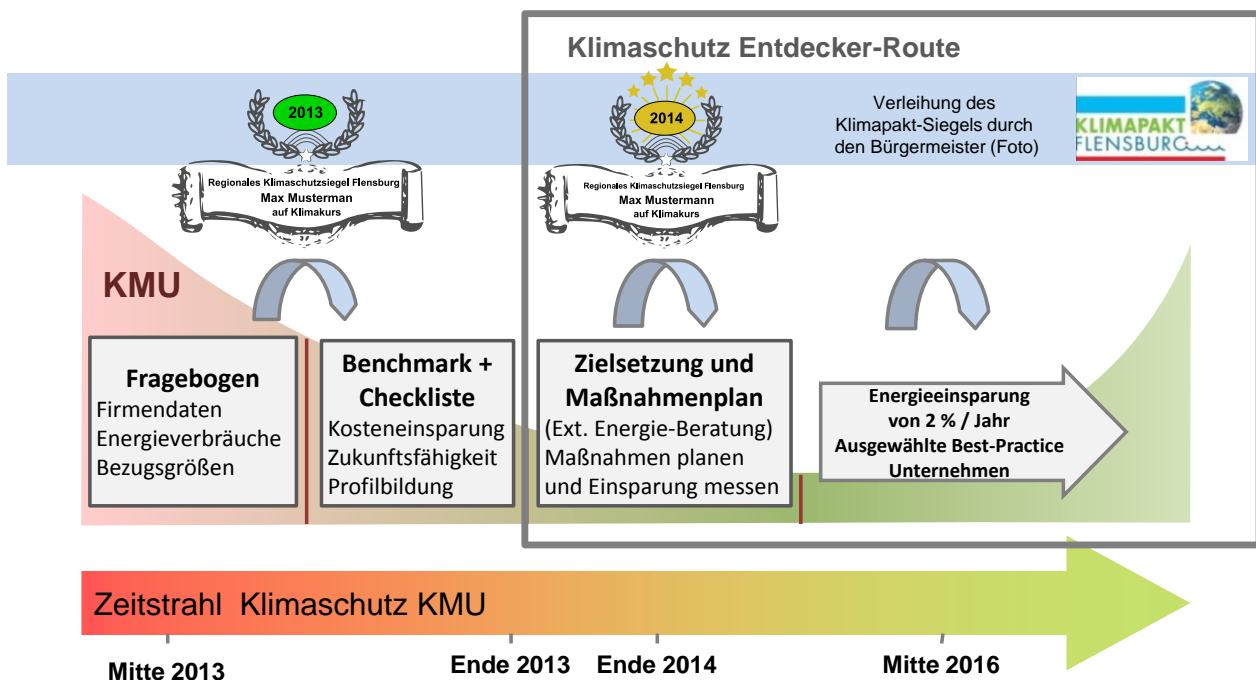 Klimaschutz Entdecker-Route
2013
Regionales Klimaschutzsiegel Flensburg
Max Musterman
auf Klimakurs
2014
Regionales Klimaschutzsiegel Flensburg
Max Mustermann
auf Klimakurs
Verleihung des
Klimapakt-Siegels durch
den Bürgermeister (Foto)
KLIMAPAKT
FLENSBURG
KMU
Fragebogen
Firmendaten
Energieverbräuche
Bezugsgrößen
Benchmark +
Checkliste
Kosteneinsparung
Zukunftsfähigkeit
Profilbildung
Zielsetzung und
Maßnahmenplan
(Ext. Energie-Beratung)
Maßnahmen planen
und Einsparung messen
Energieeinsparung
von 2 % / Jahr
Ausgewählte Best-Practice
Unternehmen
Zeitstrahl Klimaschutz KMU
Mitte 2013
Ende 2013
Ende 2014
Mitte 2016